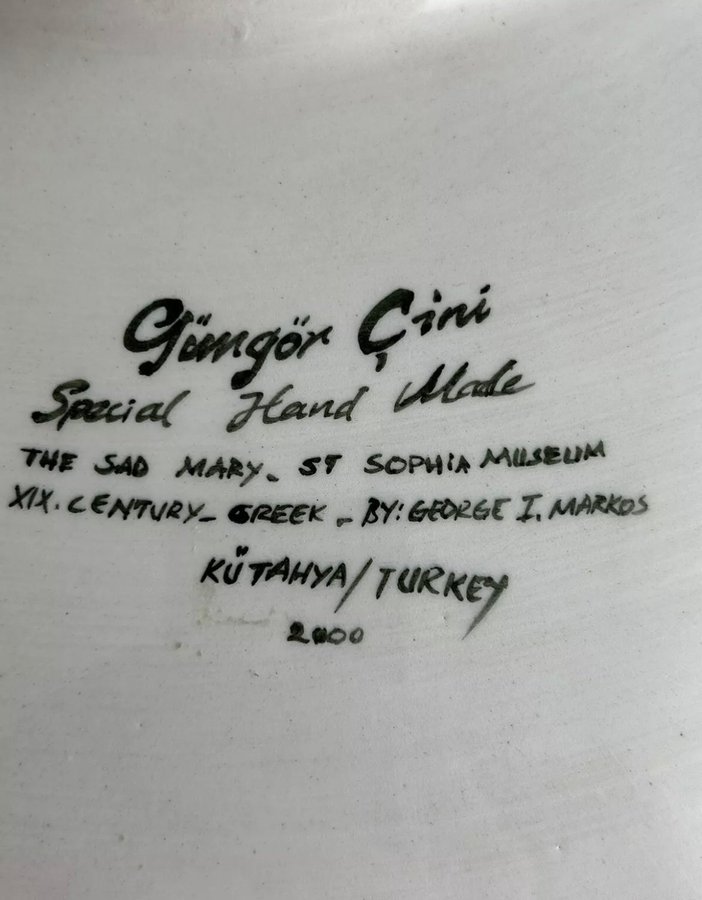 Güngör Çini
Special Hand Made
THE SAD MARY_ ST SOPHIA MUSEUM
XIX. CENTURY_ GREEK _ BY: GEORGE I. MARKOS
KÜTAHYA/TURKEY
2000